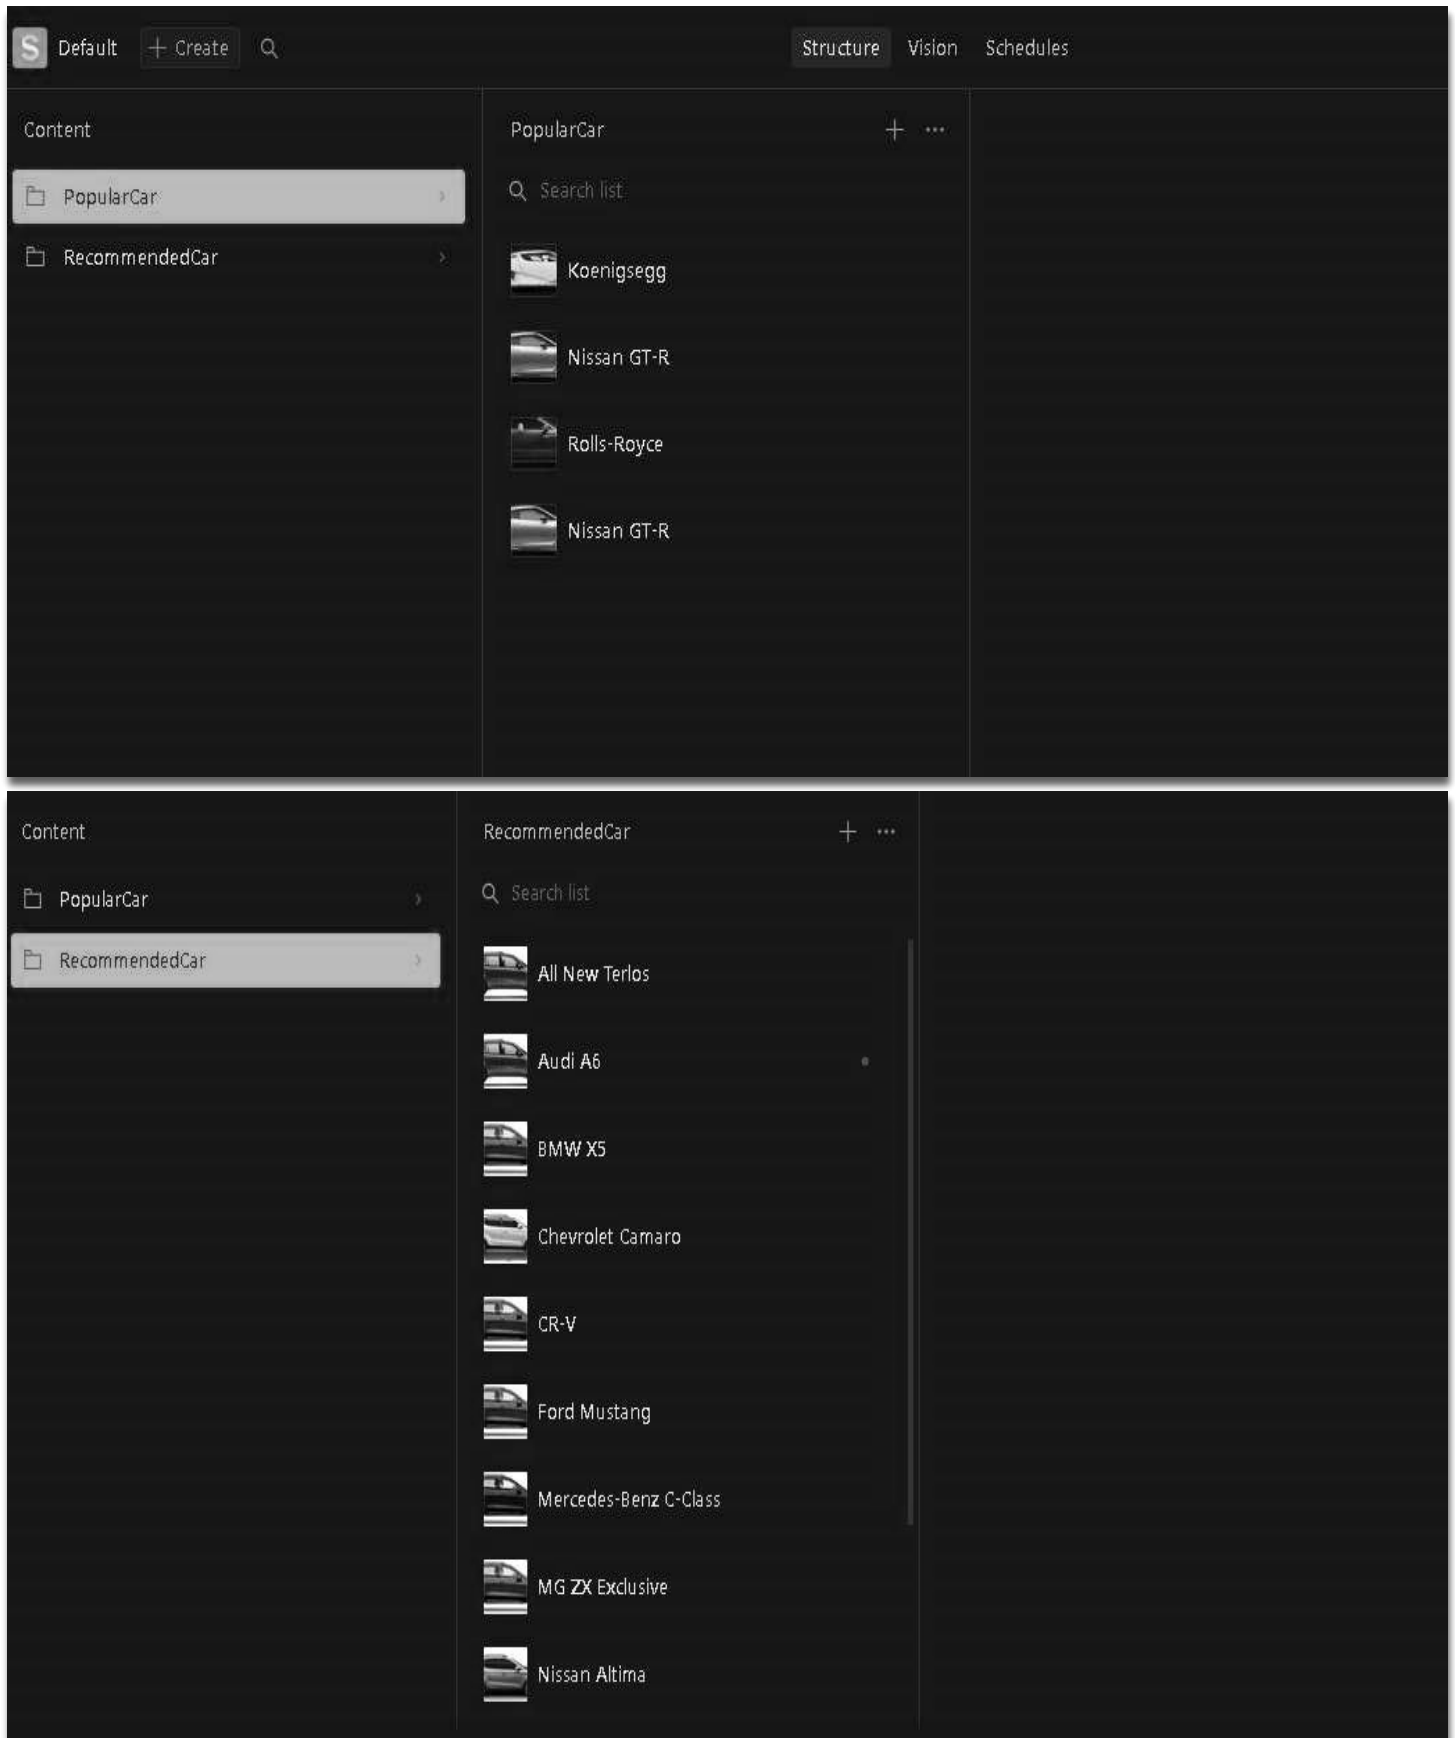 S Default + Create Structure Vision Schedules
Content
PopularCar
RecommendedCar
PopularCar
Search list
Koenigsegg
Nissan GT-R
Rolls-Royce
Nissan GT-R
Content
PopularCar
RecommendedCar
RecommendedCar
Search list
All New Terlos
Audi A6
BMW X5
Chevrolet Camaro
CR-V
Ford Mustang
Mercedes-Benz C-Class
MG ZX Exclusive
Nissan Altima